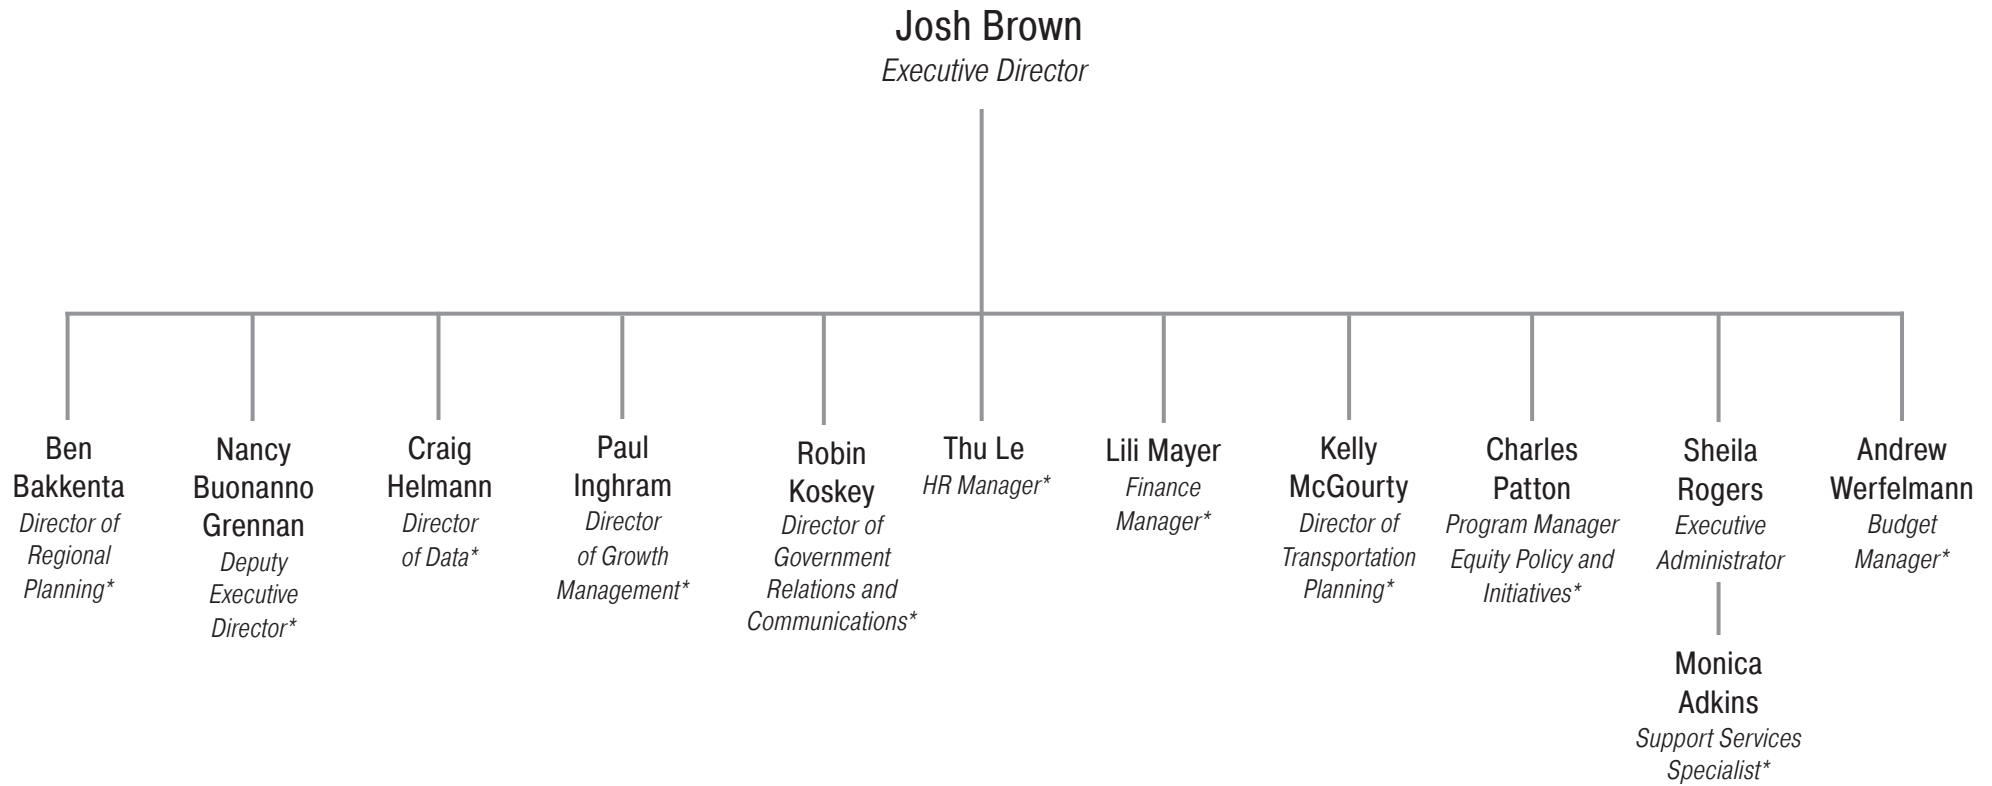 Josh Brown
Executive Director
Ben
Bakkenta
Director of
Regional
Planning*
Nancy
Buonanno
Grennan
Deputy
Executive
Director*
Craig
Helmann
Director
of Data*
Paul
Inghram
Director
of Growth
Management*
Robin
Koskey
Director of
Government
Relations and
Communications*
Thu Le
HR Manager*
Lili Mayer
Finance
Manager*
Kelly
McGourty
Director of
Transportation
Planning*
Charles
Patton
Program Manager
Equity Policy and
Initiatives*
Sheila
Rogers
Executive
Administrator
Monica
Adkins
Support Services
Specialist*
Andrew
Werfelmann
Budget
Manager*